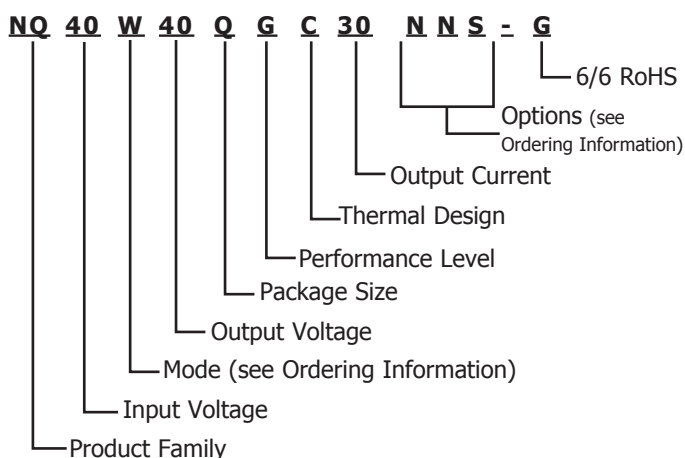 NQ 40 W 40 Q G C 30 N N S - G
6/6 RoHS
Options (see
Ordering Information)
Output Current
Thermal Design
Performance Level
Package Size
Output Voltage
Mode (see Ordering Information)
Input Voltage
Product Family